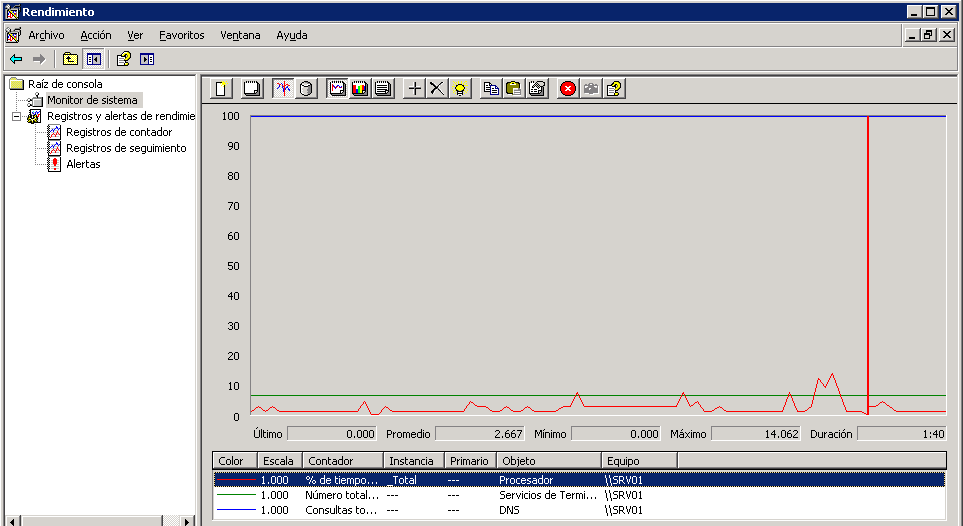 Rendimiento
Archivo Acción Ver Favoritos Ventana Ayuda
Raíz de consola
Monitor de sistema
Registros y alertas de rendimie
Registros de contador
Registros de seguimiento
Alertas
100
90
80
70
60
50
40
30
20
10
0
Último 0.000 Promedio 2.667 Mínimo 0.000 Máximo 14.062 Duración 1:40
Color Escala Contador Instancia Primario Objeto Equipo
1.000 % de tiempo... _Total --- Procesador \\SRV01
1.000 Número total... --- --- Servicios de Termi... \\SRV01
1.000 Consultas to... --- --- DNS \\SRV01